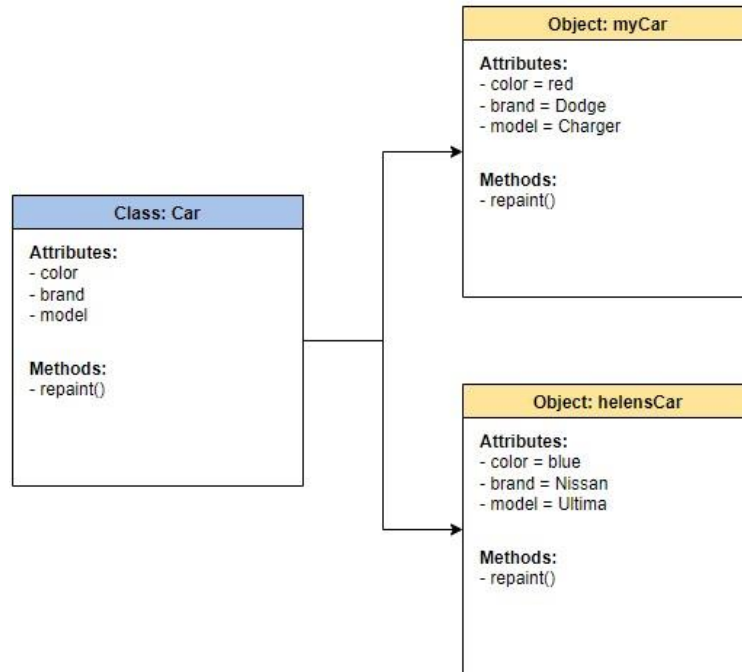 Object: myCar
Attributes:
- color = red
- brand = Dodge
- model = Charger
Methods:
- repaint()
Class: Car
Attributes:
- color
- brand
- model
Methods:
- repaint()
Object: helensCar
Attributes:
- color = blue
- brand = Nissan
- model = Ultima
Methods:
- repaint()